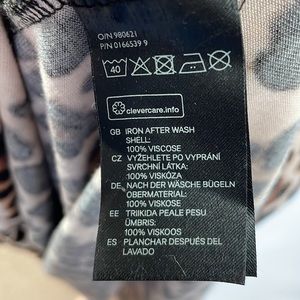 O/N 980621
P/N 0166539 9
40
clevercare.info
GB IRON AFTER WASH
SHELL:
100% VISCOSE
CZ VYŽEHLETE PO VYPRÁNÍ
SVRCHNÍ LÁTKA:
100% VISKÓZA
DE NACH DER WÄSCHE BÜGELN
OBERMATERIAL:
100% VISKOSE
EE TRIIKIDA PEALE PESU
ÜMBRIS:
100% VISKOOS
ES PLANCHAR DESPUÉS DEL
LAVADO